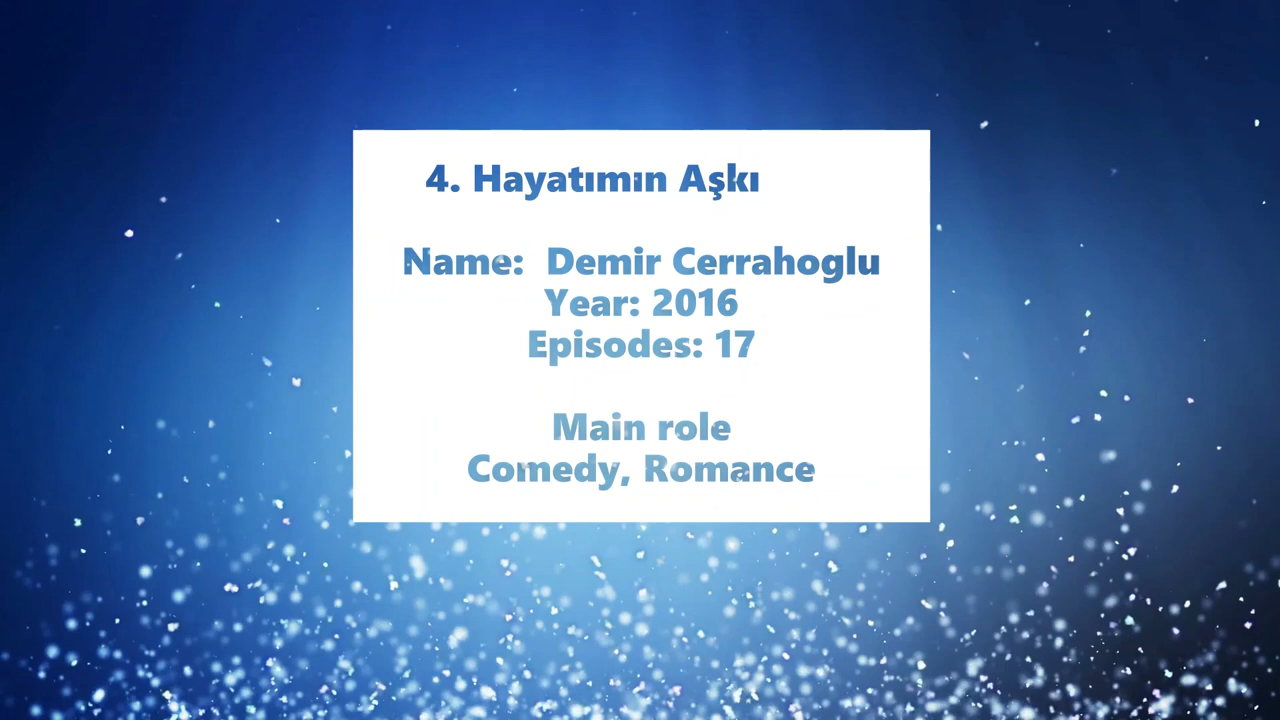 4. Hayatımın Aşkı
Name: Demir Cerrahoglu
Year: 2016
Episodes: 17
Main role
Comedy, Romance